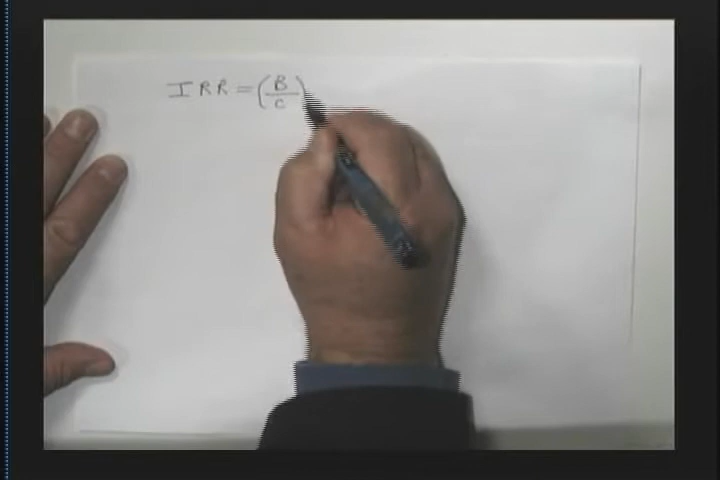 IRR = (B/C)